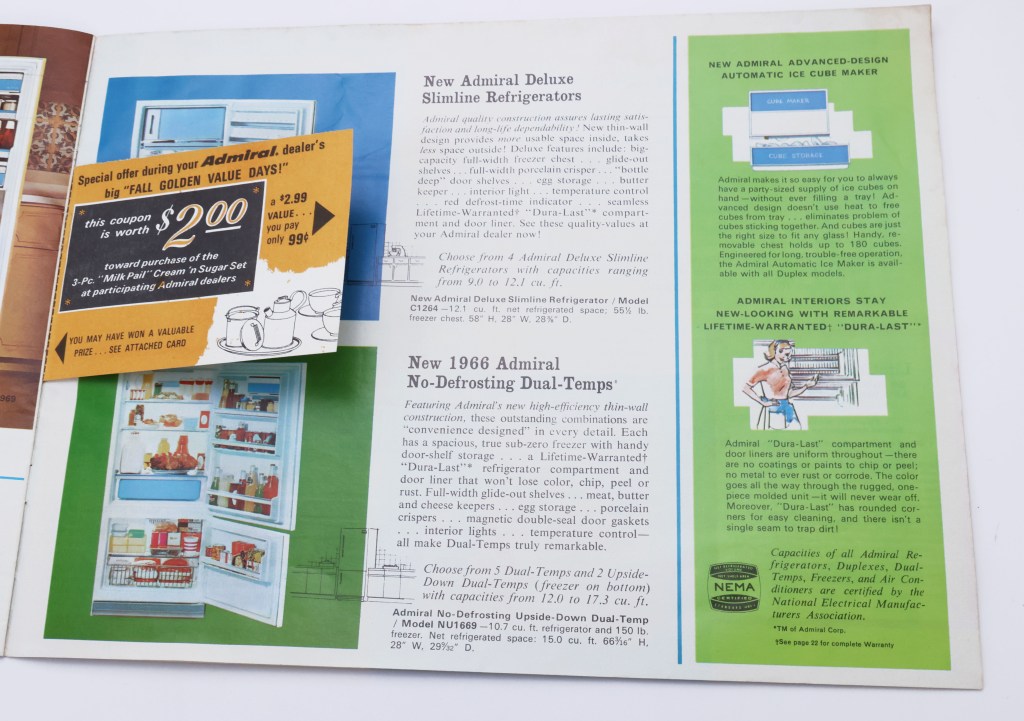 969
Special offer during your Admiral. dealer's
big "FALL GOLDEN VALUE DAYS!"
this coupon
is worth
$2.00
toward purchase of the
3-Pc. "Milk Pail" Cream 'n Sugar Set
at participating Admiral dealers
a $2.99
VALUE...
you pay
only 99¢
YOU MAY HAVE WON A VALUABLE
PRIZE...SEE ATTACHED CARD
New Admiral Deluxe
Slimline Refrigerators
Admiral quality construction assures lasting satis-
faction and long-life dependability! New thin-wall
design provides more usable space inside, takes
less space outside! Deluxe features include: big-
capacity full-width freezer chest . . . glide-out
shelves . . . full-width porcelain crisper . . . "bottle
deep" door shelves . . . egg storage . . . butter
keeper . . . interior light . . . temperature control
. . . red defrost-time indicator . . . seamless
Lifetime-Warranted† "Dura-Last"* compart-
ment and door liner. See these quality-values at
your Admiral dealer now!
Choose from 4 Admiral Deluxe Slimline
Refrigerators with capacities ranging
from 9.0 to 12.1 cu. ft.
New Admiral Deluxe Slimline Refrigerator / Model
C1264—12.1 cu. ft. net refrigerated space; 55½ lb.
freezer chest. 58" H, 28" W, 28⅞" D.
New 1966 Admiral
No-Defrosting Dual-Temps*
Featuring Admiral's new high-efficiency thin-wall
construction, these outstanding combinations are
"convenience designed" in every detail. Each
has a spacious, true sub-zero freezer with handy
door-shelf storage . . . a Lifetime-Warranted†
"Dura-Last"* refrigerator compartment and
door liner that won't lose color, chip, peel or
rust. Full-width glide-out shelves . . . meat, butter
and cheese keepers . . . egg storage . . . porcelain
crispers . . . magnetic double-seal door gaskets
. . . interior lights . . . temperature control—
all make Dual-Temps truly remarkable.
Choose from 5 Dual-Temps and 2 Upside-
Down Dual-Temps (freezer on bottom)
with capacities from 12.0 to 17.3 cu. ft.
Admiral No-Defrosting Upside-Down Dual-Temp
/ Model NU1669—10.7 cu. ft. refrigerator and 150 lb.
freezer. Net refrigerated space: 15.0 cu. ft. 66³⁄₁₆" H,
28" W, 29⁹⁄₃₂" D.
NEW ADMIRAL ADVANCED-DESIGN
AUTOMATIC ICE CUBE MAKER
CUBE MAKER
CUBE STORAGE
Admiral makes it so easy for you to always
have a party-sized supply of ice cubes on
hand—without ever filling a tray! Ad-
vanced design doesn't use heat to free
cubes from tray . . . eliminates problem of
cubes sticking together. And cubes are
just the right size to fit any glass! Handy, re-
movable chest holds up to 180 cubes.
Engineered for long, trouble-free operation,
the Admiral Automatic Ice Maker is avail-
able with all Duplex models.
ADMIRAL INTERIORS STAY
NEW-LOOKING WITH REMARKABLE
LIFETIME-WARRANTED† "DURA-LAST"*
Admiral "Dura-Last" compartment and
door liners are uniform throughout—there
are no coatings or paints to chip or peel;
no metal to ever rust or corrode. The color
goes all the way through the rugged, one-
piece molded unit—it will never wear off.
Moreover, "Dura-Last" has rounded cor-
ners for easy cleaning, and there isn't a
single seam to trap dirt!
NEMA
CERTIFIED
Capacities of all Admiral Re-
frigerators, Duplexes, Dual-
Temps, Freezers, and Air Con-
ditioners are certified by the
National Electrical Manufac-
turers Association.
*TM of Admiral Corp.
†See page 22 for complete Warranty